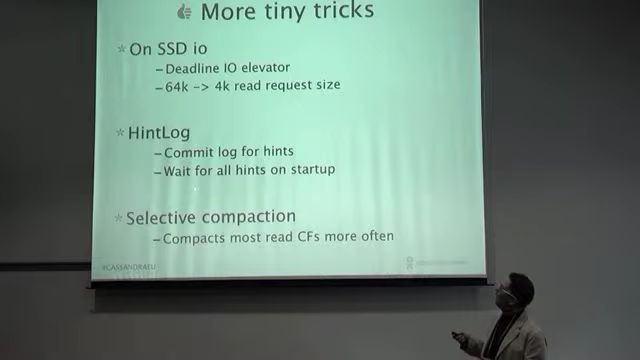 More tiny tricks
On SSD io
– Deadline IO elevator
– 64k -> 4k read request size
HintLog
– Commit log for hints
– Wait for all hints on startup
Selective compaction
– Compacts most read CFs more often
#CASSANDRAEU